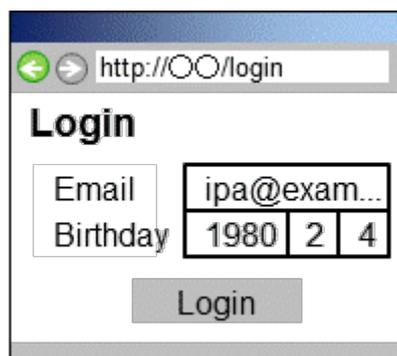 http://〇〇/login
Login
Email ipa@exam...
Birthday 1980 2 4
Login